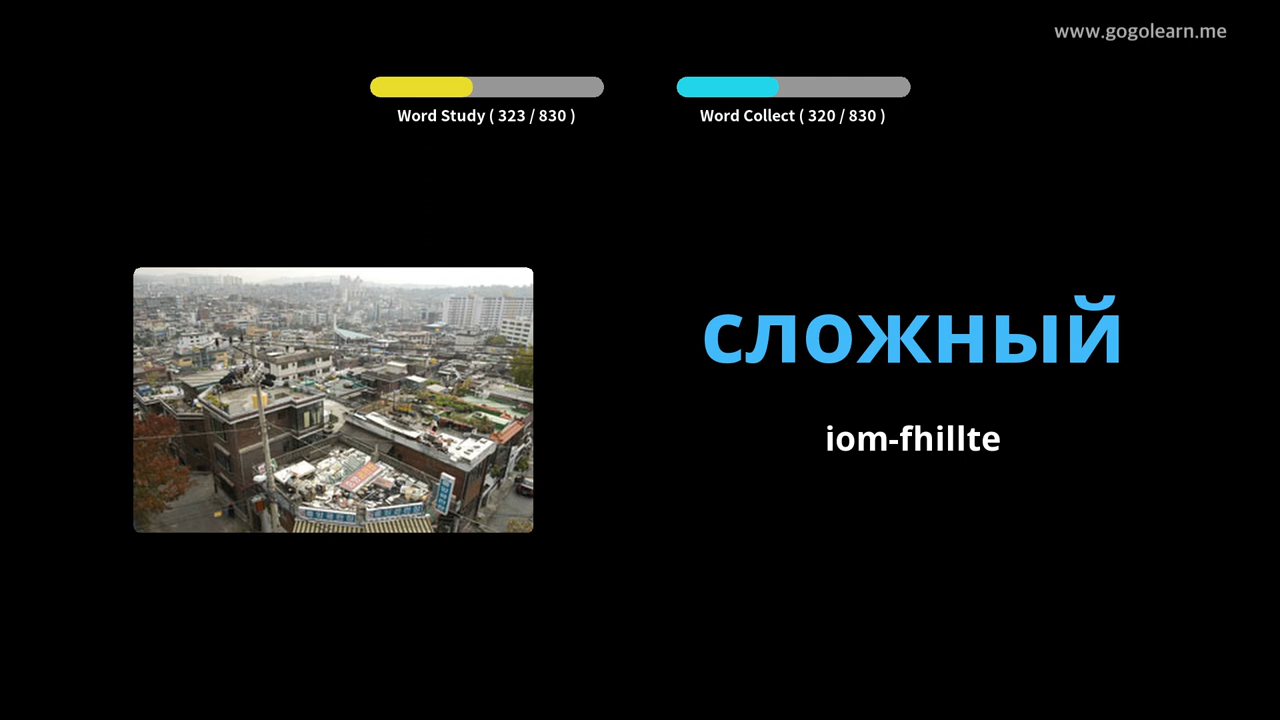 www.gogolearn.me
Word Study ( 323 / 830 )
Word Collect ( 320 / 830 )
сложный
iom-fhillte